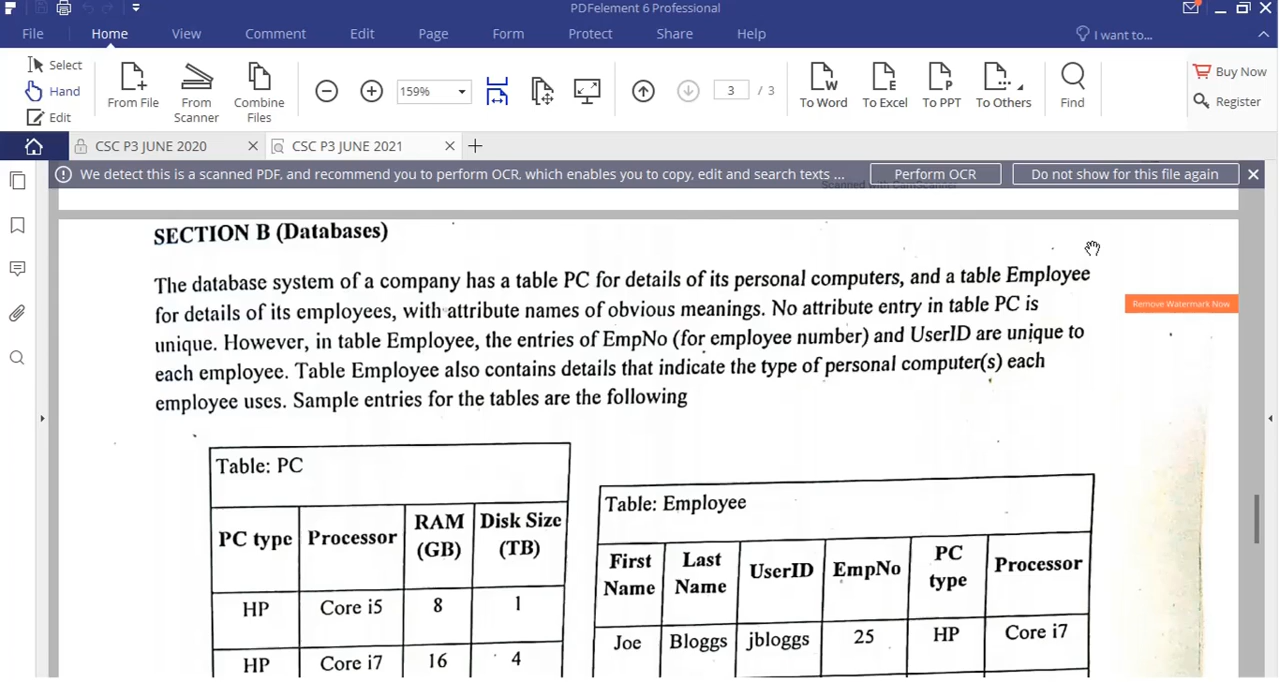 PDFelement 6 Professional
File Home View Comment Edit Page Form Protect Share Help I want to...
Select
Hand
Edit
From File
From Scanner
Combine Files
159%
3 / 3
To Word To Excel To PPT To Others
Find
Buy Now
Register
CSC P3 JUNE 2020
CSC P3 JUNE 2021
We detect this is a scanned PDF, and recommend you to perform OCR, which enables you to copy, edit and search texts ...
Perform OCR
Do not show for this file again
Scanned with CamScanner
Remove Watermark Now
SECTION B (Databases)
The database system of a company has a table PC for details of its personal computers, and a table Employee
for details of its employees, with attribute names of obvious meanings. No attribute entry in table PC is
unique. However, in table Employee, the entries of EmpNo (for employee number) and UserID are unique to
each employee. Table Employee also contains details that indicate the type of personal computer(s) each
employee uses. Sample entries for the tables are the following
Table: PC
PC type Processor RAM (GB) Disk Size (TB)
HP Core i5 8 1
HP Core i7 16 4
Table: Employee
First Name Last Name UserID EmpNo PC type Processor
Joe Bloggs jbloggs 25 HP Core i7